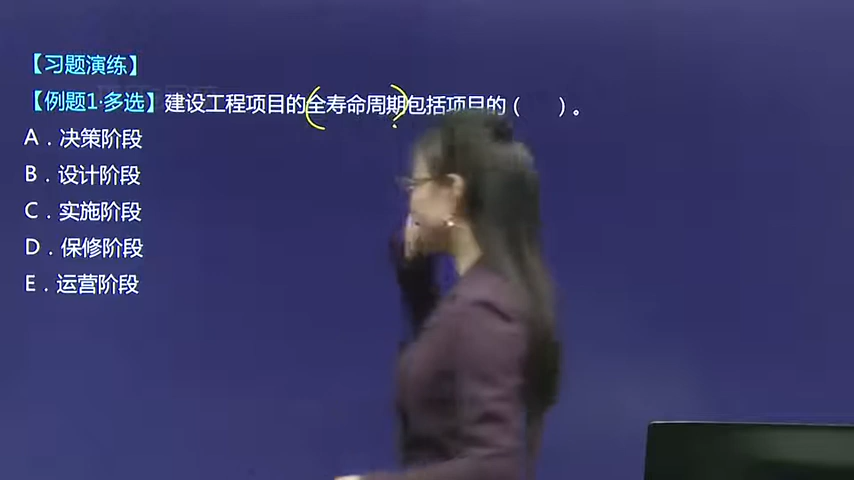 【习题演练】
【例题1·多选】建设工程项目的全寿命周期包括项目的（ ）。
A．决策阶段
B．设计阶段
C．实施阶段
D．保修阶段
E．运营阶段